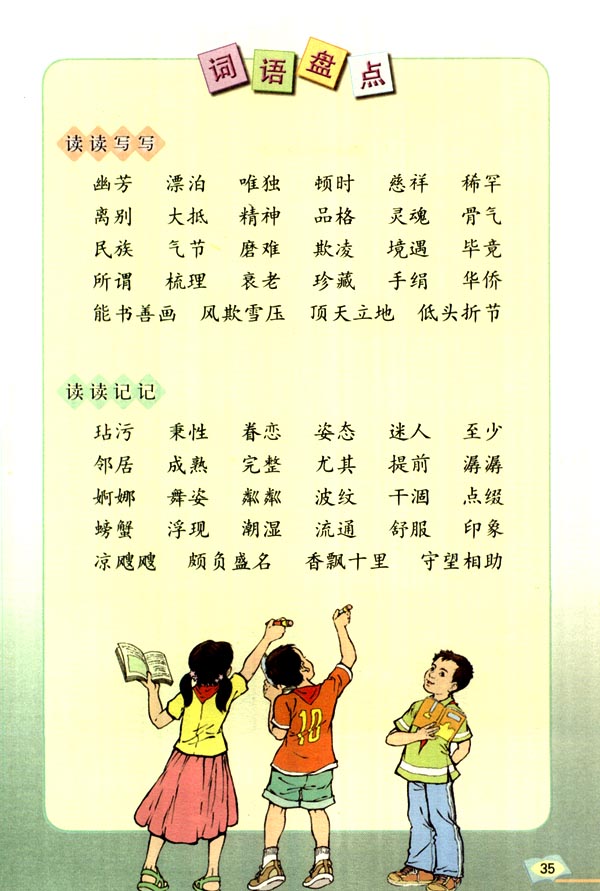 词语盘点
读读写写
幽芳 漂泊 唯独 顿时 慈祥 稀罕
离别 大抵 精神 品格 灵魂 骨气
民族 气节 磨难 欺凌 境遇 毕竟
所谓 梳理 衰老 珍藏 手绢 华侨
能书善画 风欺雪压 顶天立地 低头折节
读读记记
玷污 秉性 眷恋 姿态 迷人 至少
邻居 成熟 完整 尤其 提前 潺潺
婀娜 舞姿 粼粼 波纹 干涸 点缀
螃蟹 浮现 潮湿 流通 舒服 印象
凉飕飕 颇负盛名 香飘十里 守望相助
10
35